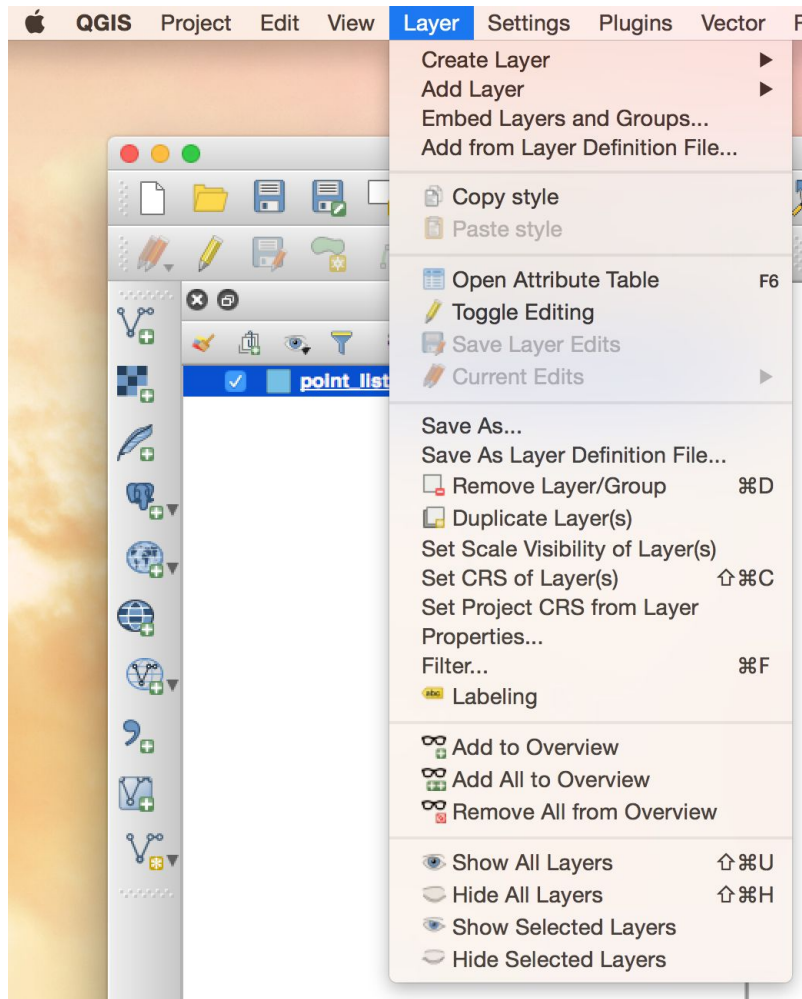 QGIS Project Edit View Layer Settings Plugins Vector
Create Layer
Add Layer
Embed Layers and Groups...
Add from Layer Definition File...
Copy style
Paste style
Open Attribute Table F6
Toggle Editing
Save Layer Edits
Current Edits
point_list
Save As...
Save As Layer Definition File...
Remove Layer/Group ⌘D
Duplicate Layer(s)
Set Scale Visibility of Layer(s)
Set CRS of Layer(s) ⇧⌘C
Set Project CRS from Layer
Properties...
Filter... ⌘F
abc Labeling
Add to Overview
Add All to Overview
Remove All from Overview
Show All Layers ⇧⌘U
Hide All Layers ⇧⌘H
Show Selected Layers
Hide Selected Layers